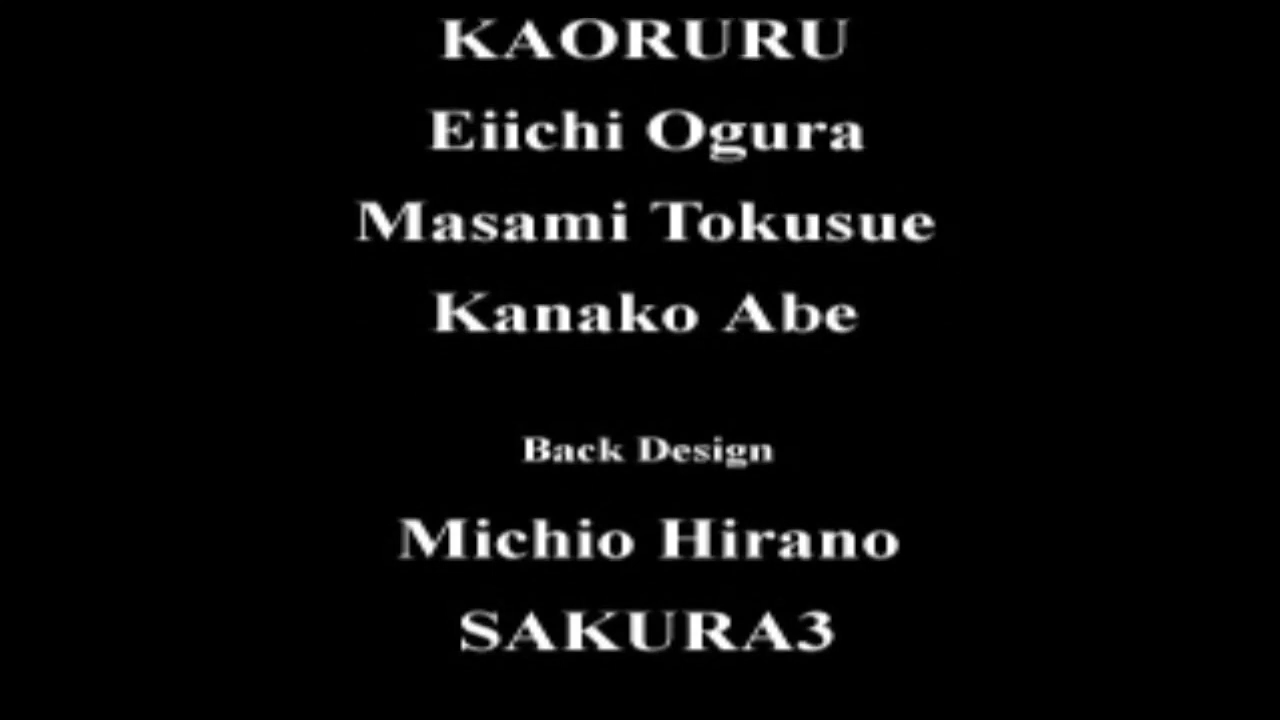 KAORURU
Eiichi Ogura
Masami Tokusue
Kanako Abe
Back Design
Michio Hirano
SAKURA3